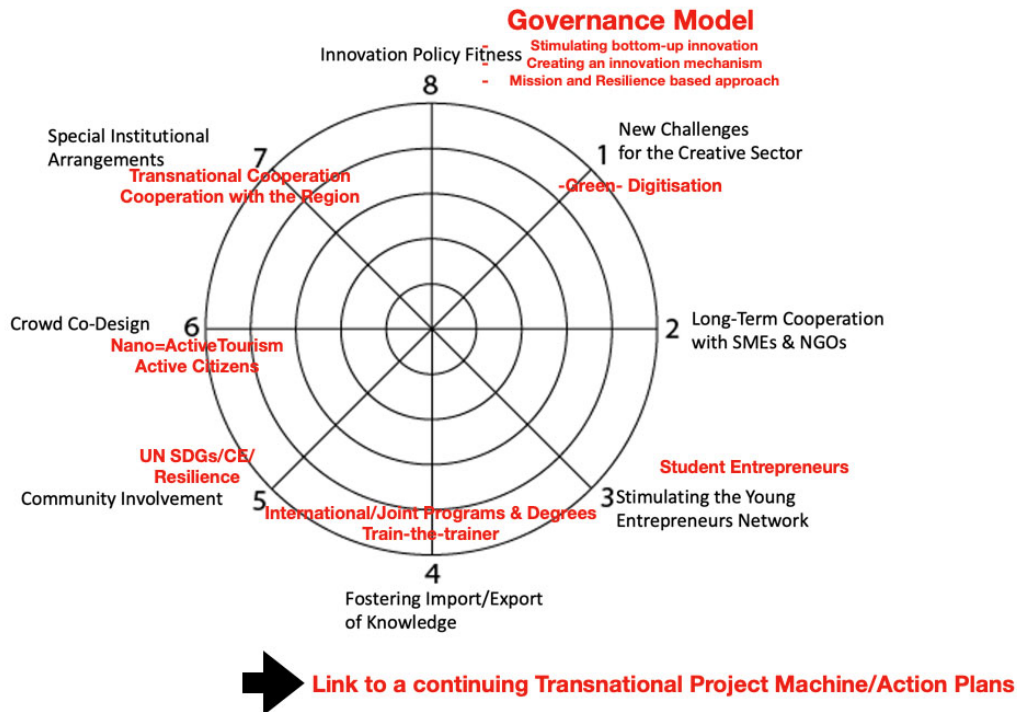 Governance Model
- Stimulating bottom-up innovation
- Creating an innovation mechanism
- Mission and Resilience based approach
Innovation Policy Fitness
8
New Challenges
for the Creative Sector
1
-Green- Digitisation
Special Institutional
Arrangements
7
Transnational Cooperation
Cooperation with the Region
Crowd Co-Design
6
Nano=ActiveTourism
Active Citizens
2
Long-Term Cooperation
with SMEs & NGOs
UN SDGs/CE/
Resilience
Community Involvement
5
Student Entrepreneurs
3
Stimulating the Young
Entrepreneurs Network
International/Joint Programs & Degrees
Train-the-trainer
4
Fostering Import/Export
of Knowledge
Link to a continuing Transnational Project Machine/Action Plans